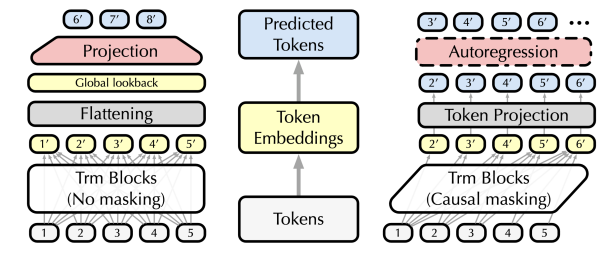 6′ 7′ 8′
Projection
Global lookback
Flattening
1′ 2′ 3′ 4′ 5′
Trm Blocks
(No masking)
1 2 3 4 5
Predicted
Tokens
Token
Embeddings
Tokens
3′ 4′ 5′ 6′ •••
Autoregression
2′ 3′ 4′ 5′ 6′
Token Projection
2′ 3′ 4′ 5′ 6′
Trm Blocks
(Causal masking)
1 2 3 4 5